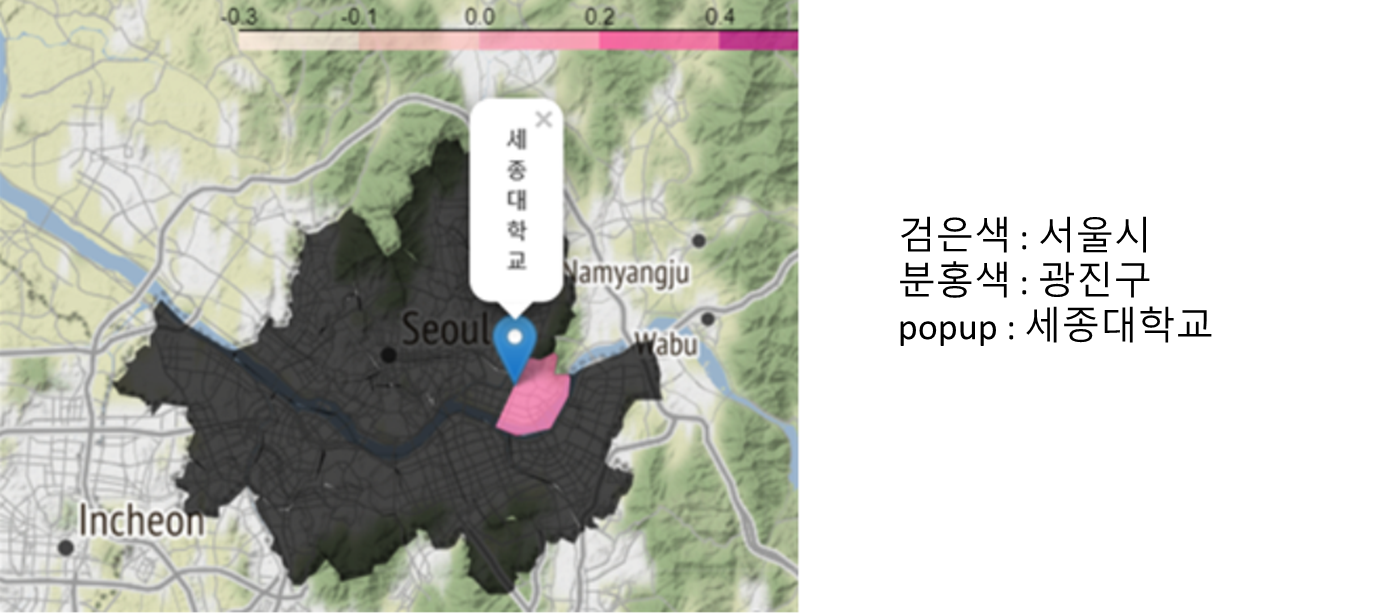 -0.3 -0.1 0.0 0.2 0.4
×
세
종
대
학
교
Namyangju
Seoul
Wabu
Incheon
검은색 : 서울시
분홍색 : 광진구
popup : 세종대학교